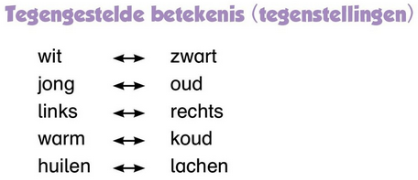 Tegengestelde betekenis (tegenstellingen)
wit ↔ zwart
jong ↔ oud
links ↔ rechts
warm ↔ koud
huilen ↔ lachen